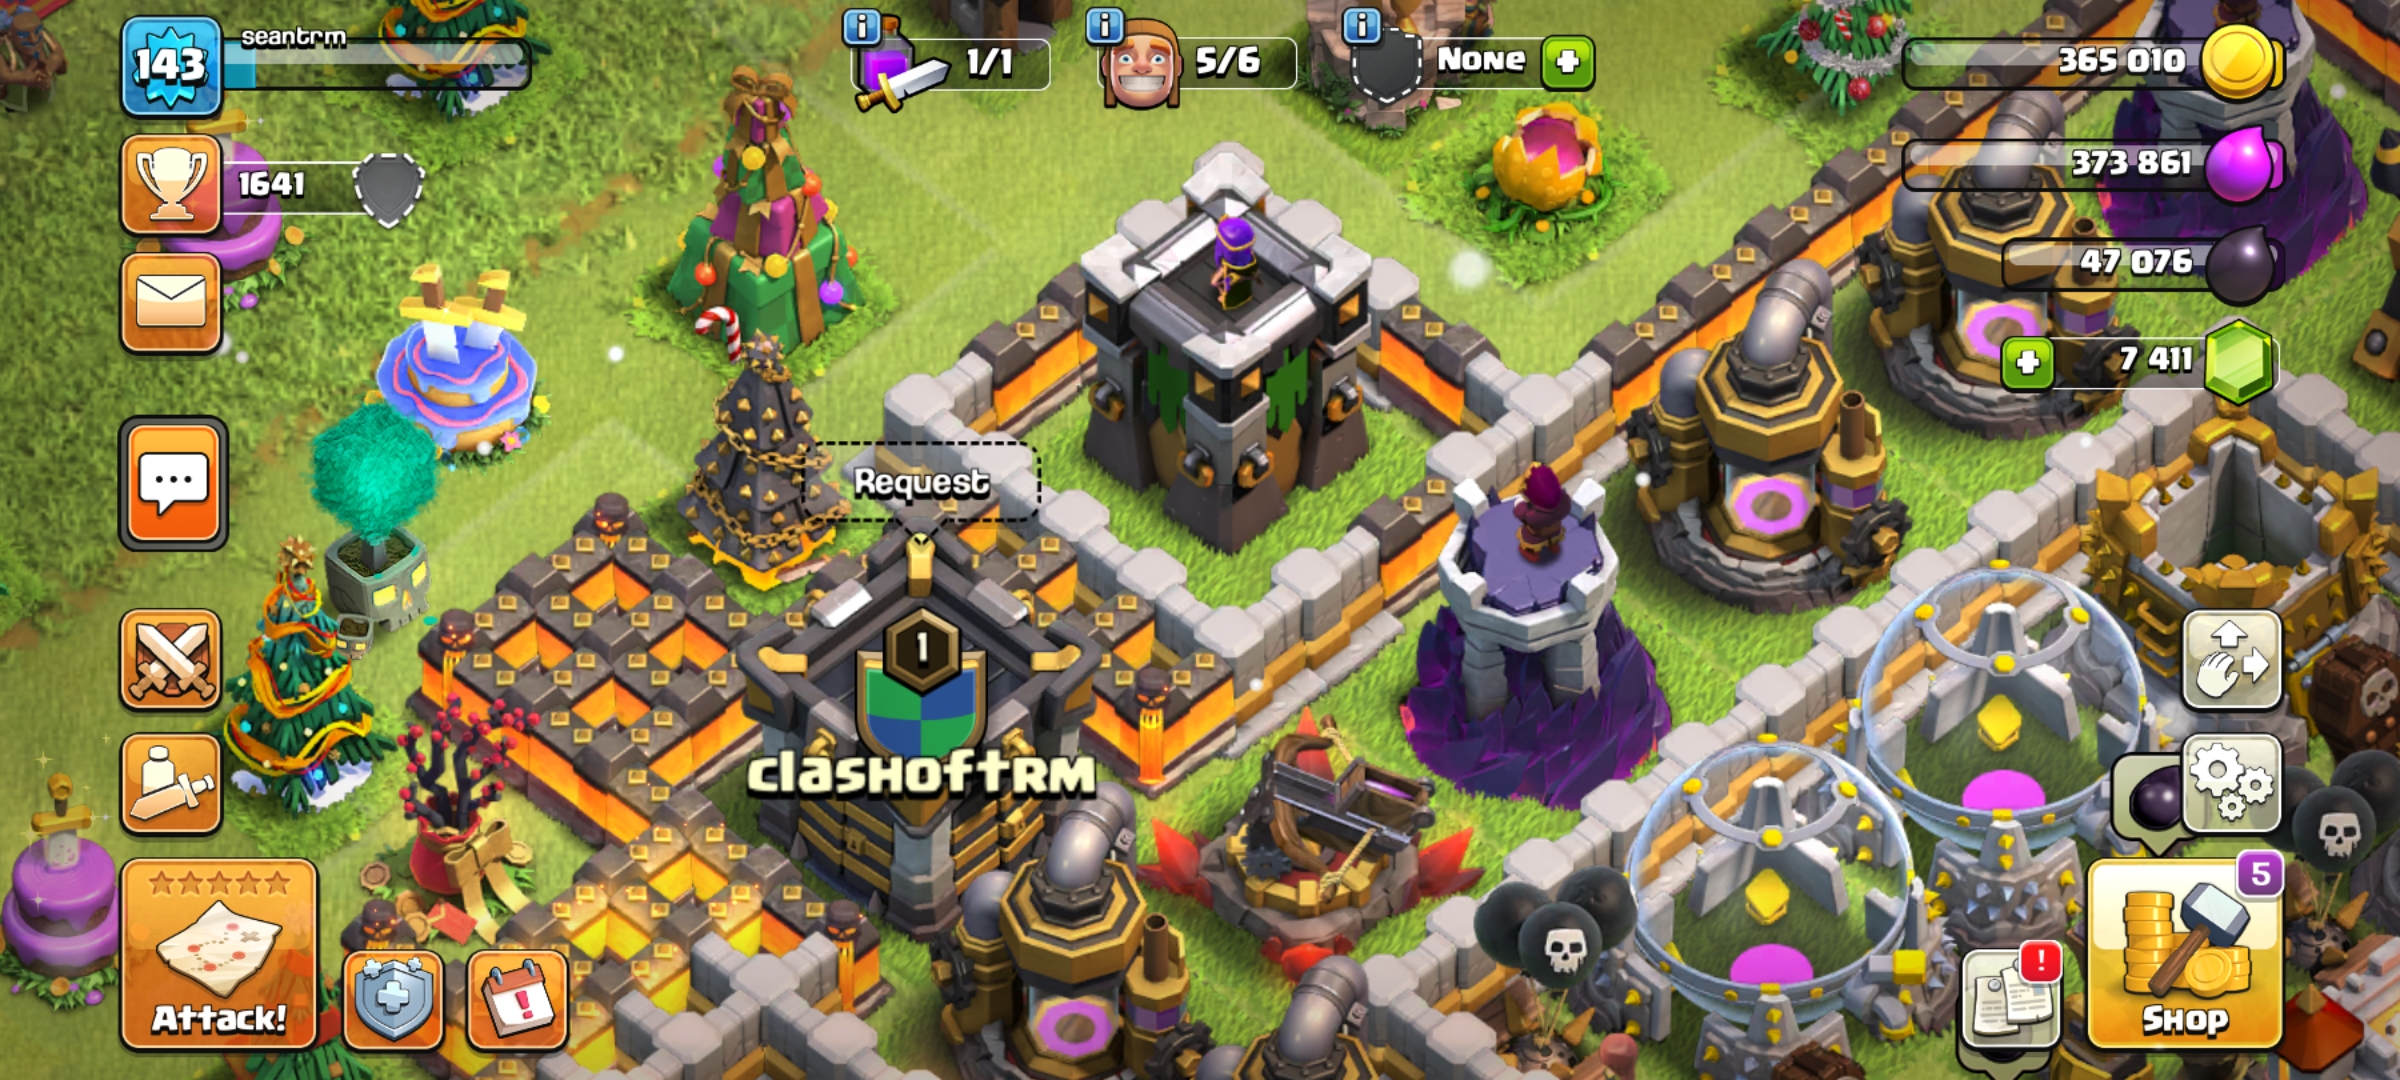 143
seantrm
1/1
5/6
None
365 010
1641
373 861
47 076
7 411
Request
1
clashoftRM
5
Attack!
Shop